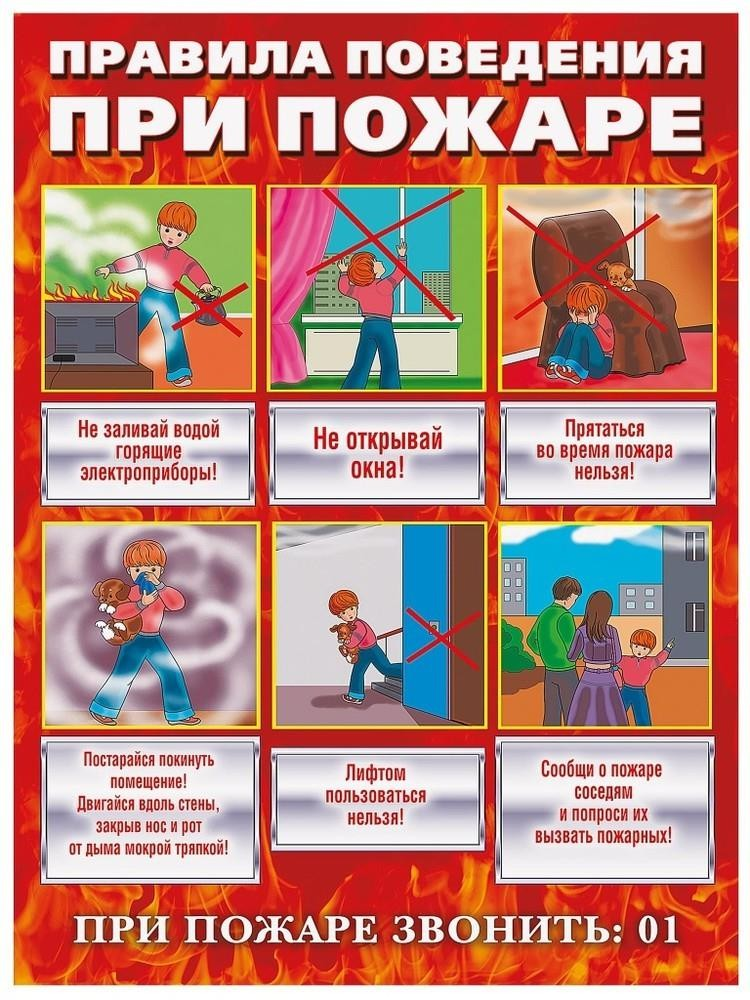 ПРАВИЛА ПОВЕДЕНИЯ
ПРИ ПОЖАРЕ
Не заливай водой
горящие
электроприборы!
Не открывай
окна!
Прятаться
во время пожара
нельзя!
Постарайся покинуть
помещение!
Двигайся вдоль стены,
закрыв нос и рот
от дыма мокрой тряпкой!
Лифтом
пользоваться
нельзя!
Сообщи о пожаре
соседям
и попроси их
вызвать пожарных!
ПРИ ПОЖАРЕ ЗВОНИТЬ: 01